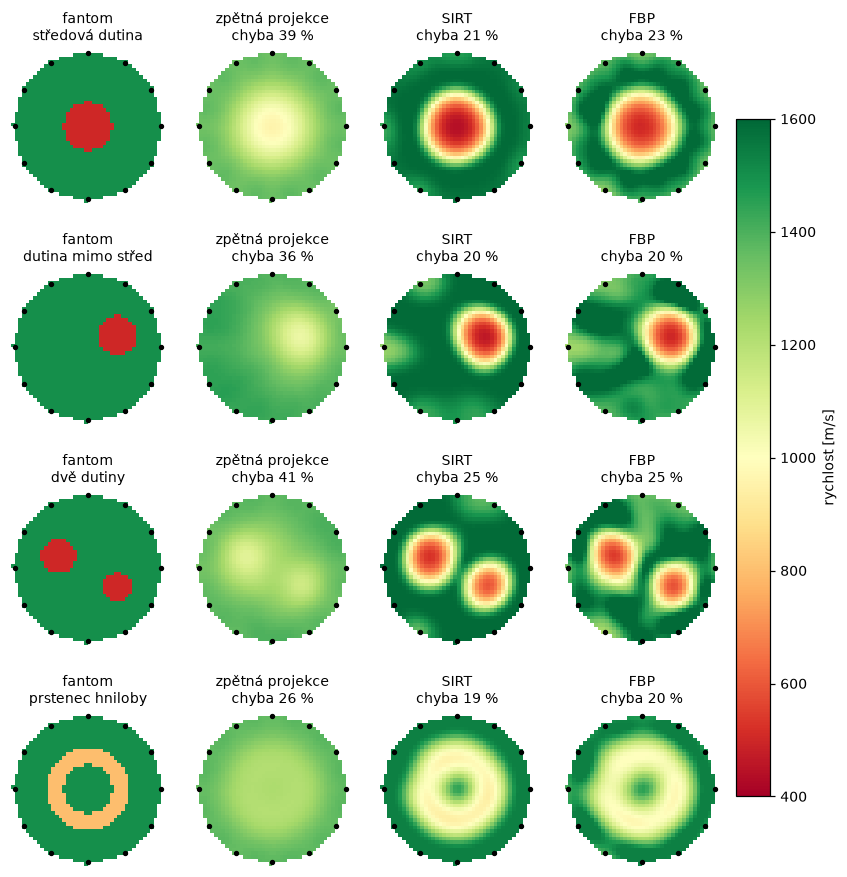 fantom
středová dutina
zpětná projekce
chyba 39 %
SIRT
chyba 21 %
FBP
chyba 23 %
fantom
dutina mimo střed
zpětná projekce
chyba 36 %
SIRT
chyba 20 %
FBP
chyba 20 %
fantom
dvě dutiny
zpětná projekce
chyba 41 %
SIRT
chyba 25 %
FBP
chyba 25 %
fantom
prstenec hniloby
zpětná projekce
chyba 26 %
SIRT
chyba 19 %
FBP
chyba 20 %
1600
1400
1200
1000
800
600
400
rychlost [m/s]